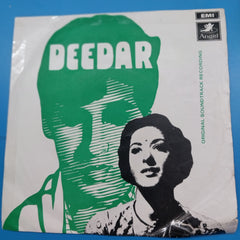 DEEDAR
EMI
Angel
ORIGINAL SOUNDTRACK RECORDING